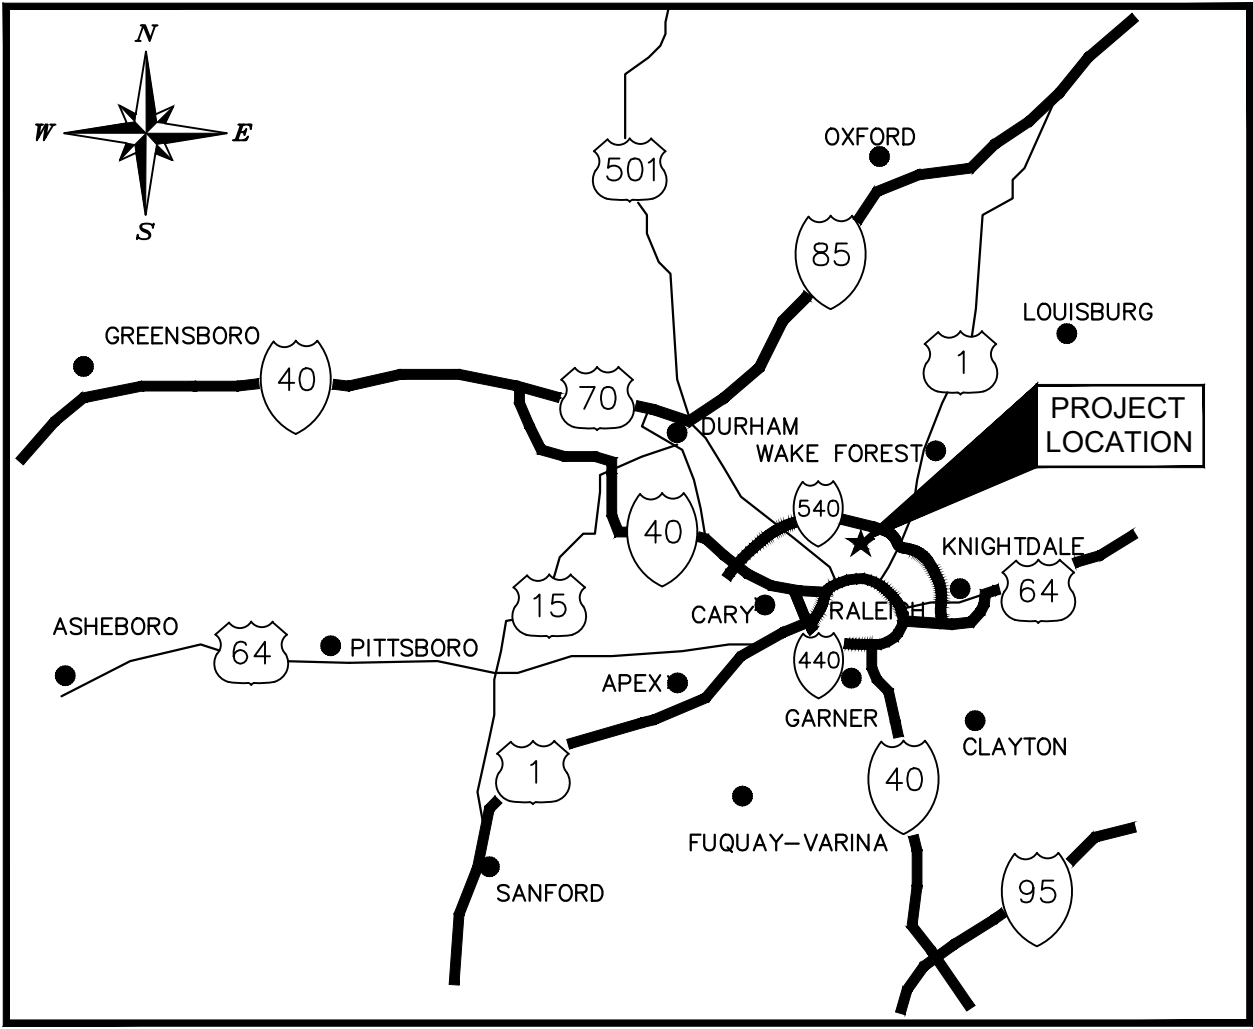 N
W
E
S
501
OXFORD
85
LOUISBURG
GREENSBORO
40
1
70
PROJECT
LOCATION
DURHAM
WAKE FOREST
540
40
KNIGHTDALE
15
64
CARY
RALEIGH
ASHEBORO
64
PITTSBORO
440
APEX
GARNER
CLAYTON
1
40
FUQUAY-VARINA
SANFORD
95